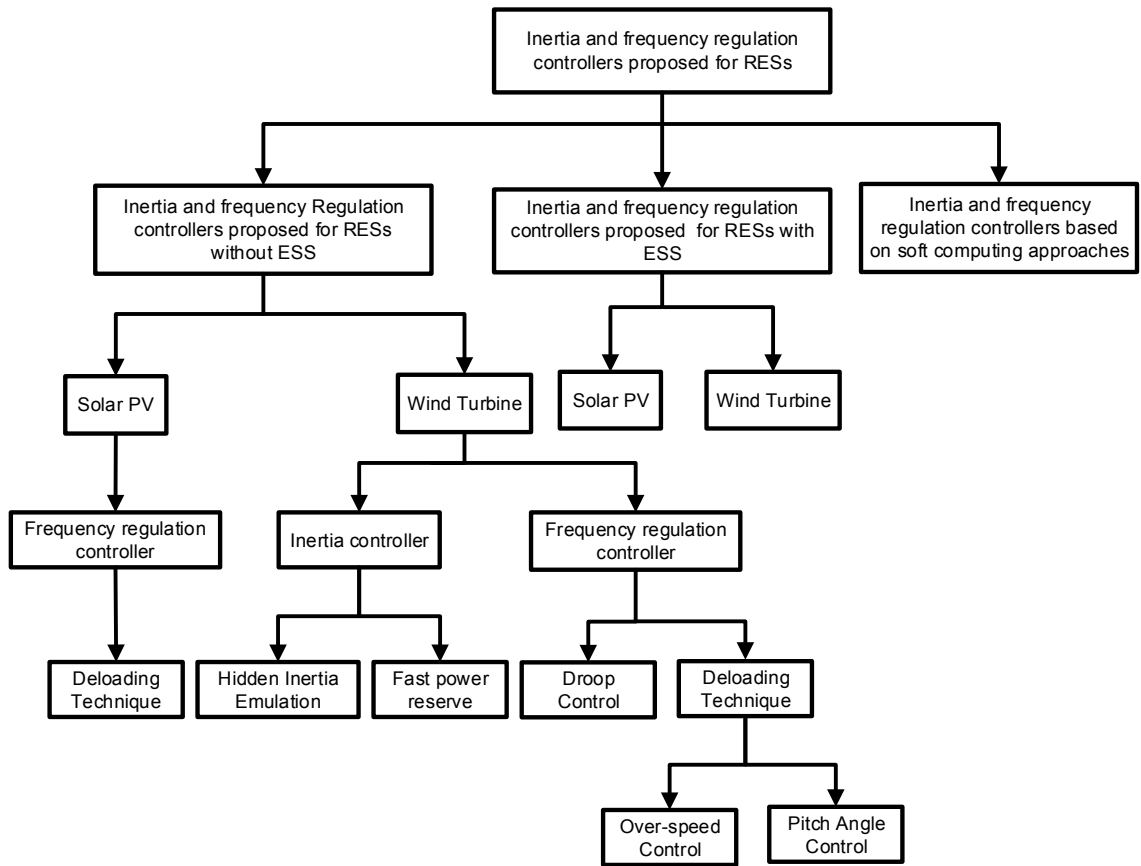 Inertia and frequency regulation
controllers proposed for RESs
Inertia and frequency Regulation
controllers proposed for RESs
without ESS
Inertia and frequency regulation
controllers proposed  for RESs with
ESS
Inertia and frequency
regulation controllers based
on soft computing approaches
Solar PV
Wind Turbine
Solar PV
Wind Turbine
Frequency regulation
controller
Inertia controller
Frequency regulation
controller
Deloading
Technique
Hidden Inertia
Emulation
Fast power
reserve
Droop
Control
Deloading
Technique
Over-speed
Control
Pitch Angle
Control